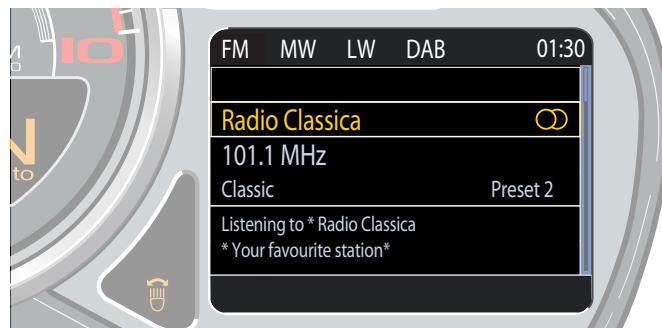 FM MW LW DAB 01:30
Radio Classica
101.1 MHz
Classic Preset 2
Listening to * Radio Classica
* Your favourite station*
10
N
to